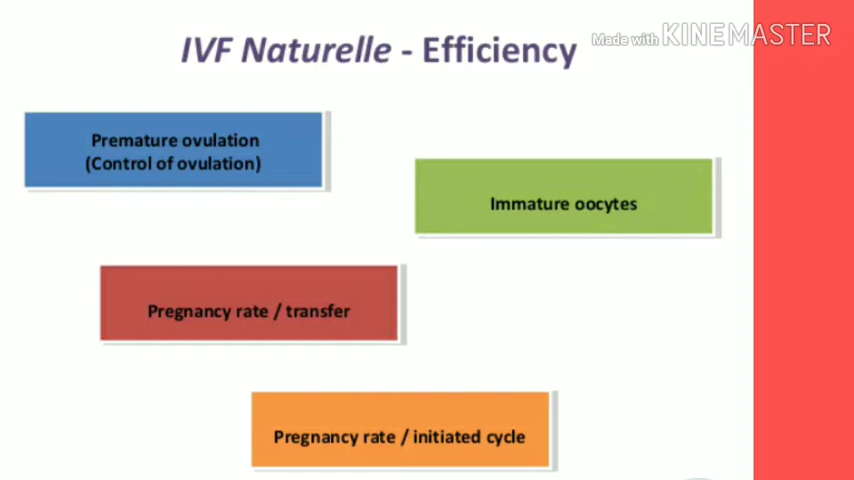 IVF Naturelle - Efficiency
Made with KINEMASTER
Premature ovulation
(Control of ovulation)
Immature oocytes
Pregnancy rate / transfer
Pregnancy rate / initiated cycle